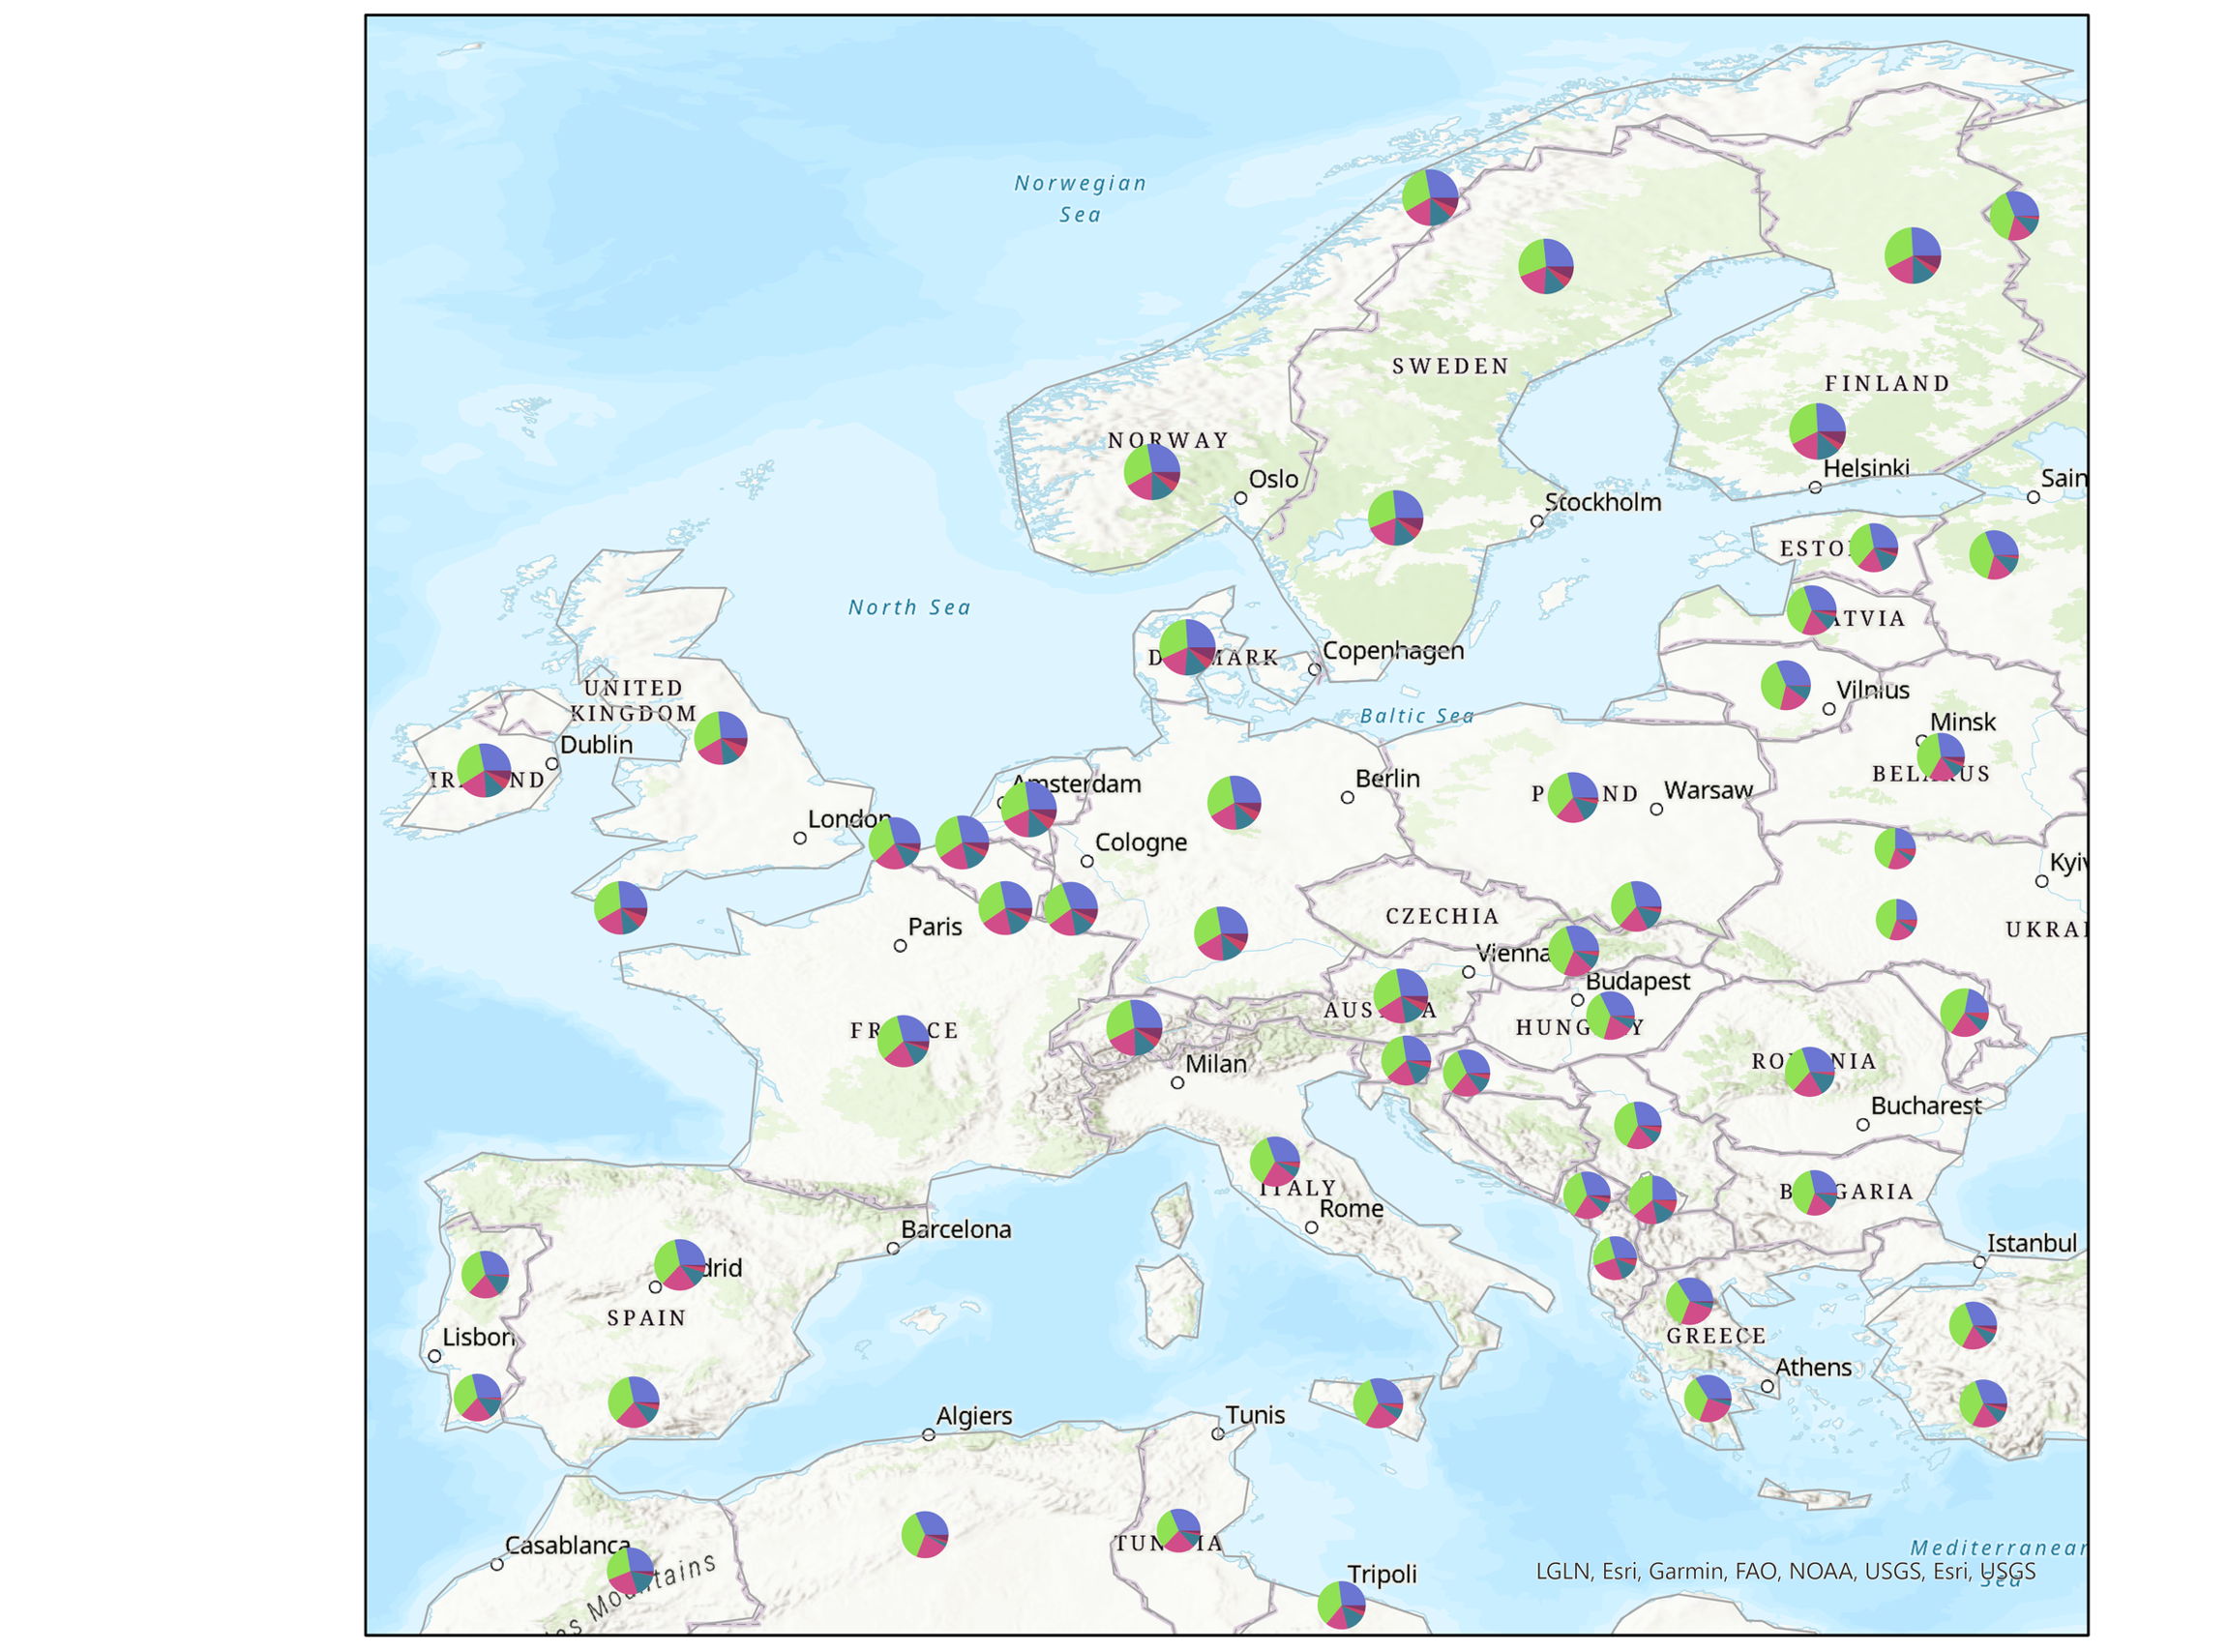 Norwegian
Sea
SWEDEN
FINLAND
NORWAY
Oslo
Helsinki
Sain
Stockholm
ESTO
North Sea
ATVIA
Copenhagen
D MARK
UNITED
KINGDOM
Vilnius
Baltic Sea
Minsk
Dublin
IR ND
BEL RUS
Amsterdam
Berlin
P ND
Warsaw
London
Cologne
Kyiv
Paris
CZECHIA
UKRAI
Vienna
Budapest
AUS A
FR CE
HUNG Y
Milan
RO NIA
Bucharest
ITALY
B GARIA
Rome
Barcelona
Istanbul
drid
SPAIN
Lisbon
GREECE
Athens
Algiers
Tunis
Casablanca
TUN IA
Mediterranean
Sea
LGLN, Esri, Garmin, FAO, NOAA, USGS, Esri, USGS
Tripoli
as Mountains